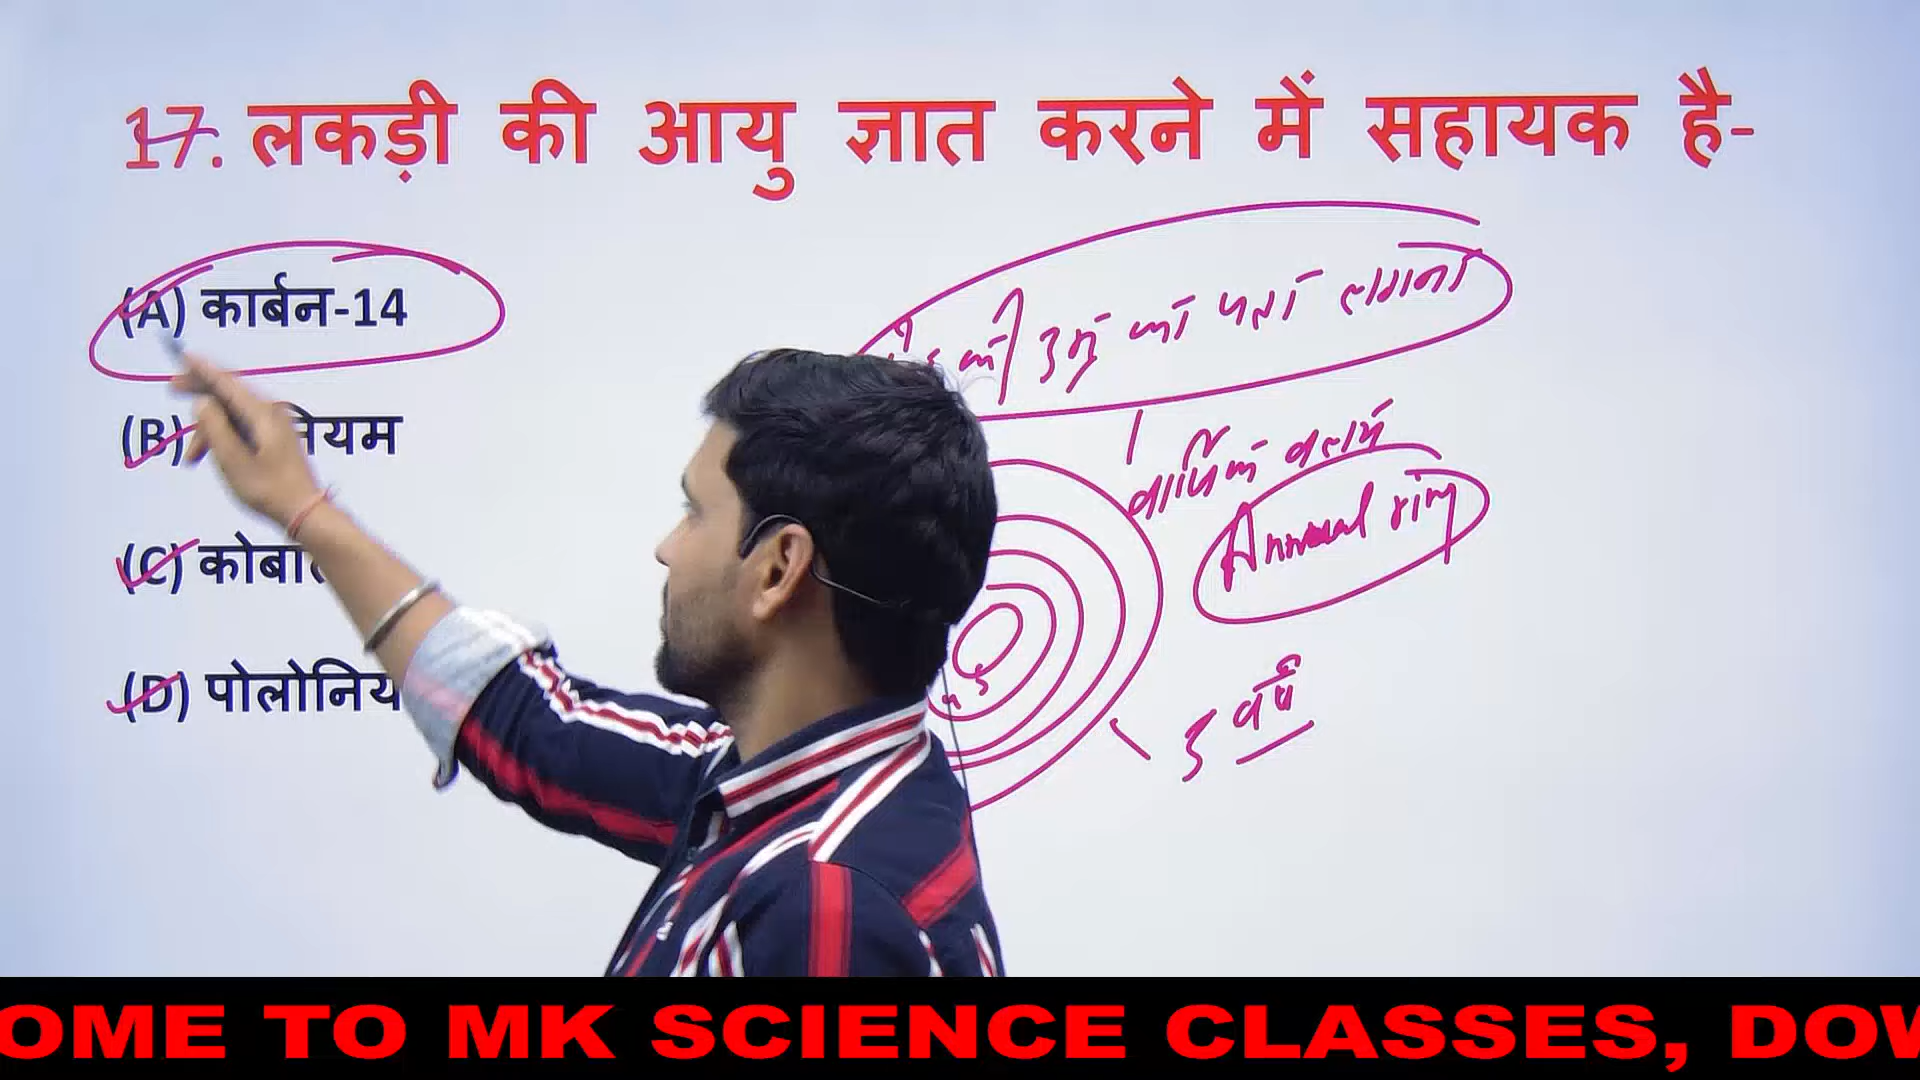 17. लकड़ी की आयु ज्ञात करने में सहायक है-
(A) कार्बन-14
की उम्र का पता लगाना
(B) नियम
वार्षिक वलय
Annual ring
(C) कोबा
(D) पोलोनिय
5 वर्ष
OME TO MK SCIENCE CLASSES, DOW